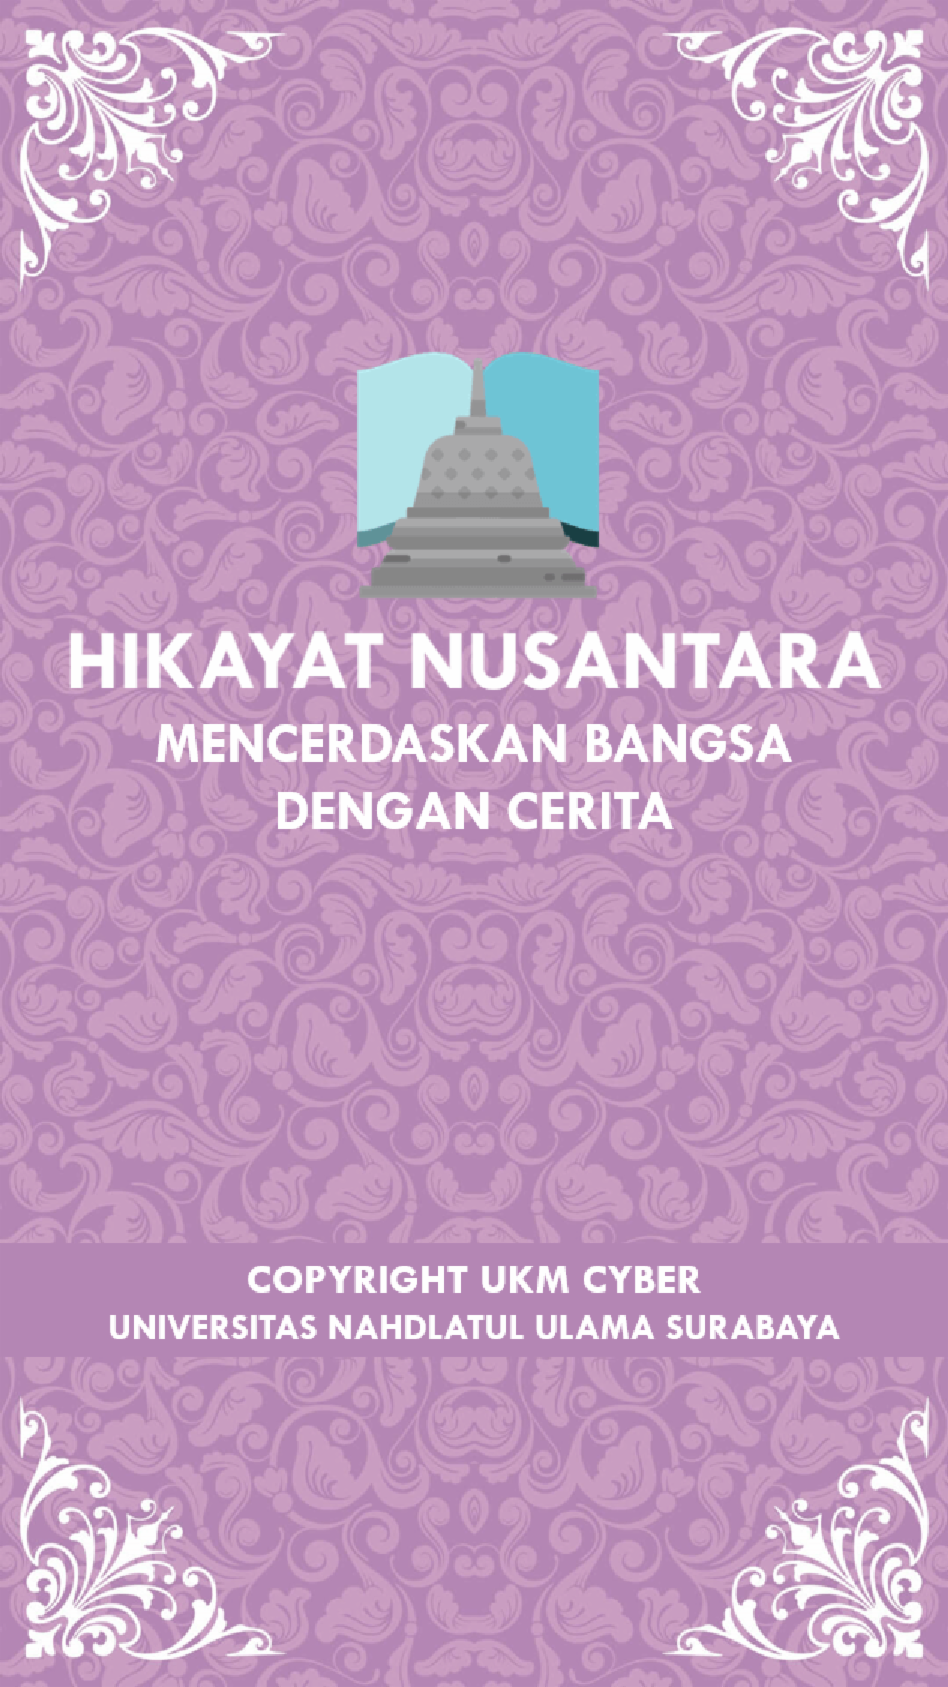 HIKAYAT NUSANTARA
MENCERDASKAN BANGSA
DENGAN CERITA
COPYRIGHT UKM CYBER
UNIVERSITAS NAHDLATUL ULAMA SURABAYA